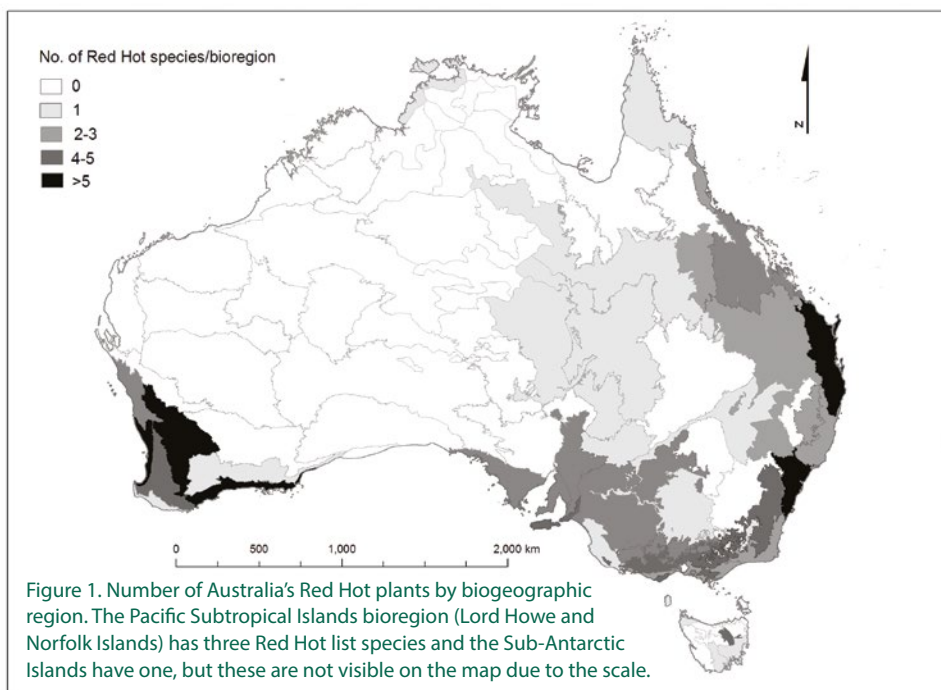 No. of Red Hot species/bioregion
0
1
2-3
4-5
>5
N
0 500 1,000 2,000 km
Figure 1. Number of Australia's Red Hot plants by biogeographic
region. The Pacific Subtropical Islands bioregion (Lord Howe and
Norfolk Islands) has three Red Hot list species and the Sub-Antarctic
Islands have one, but these are not visible on the map due to the scale.